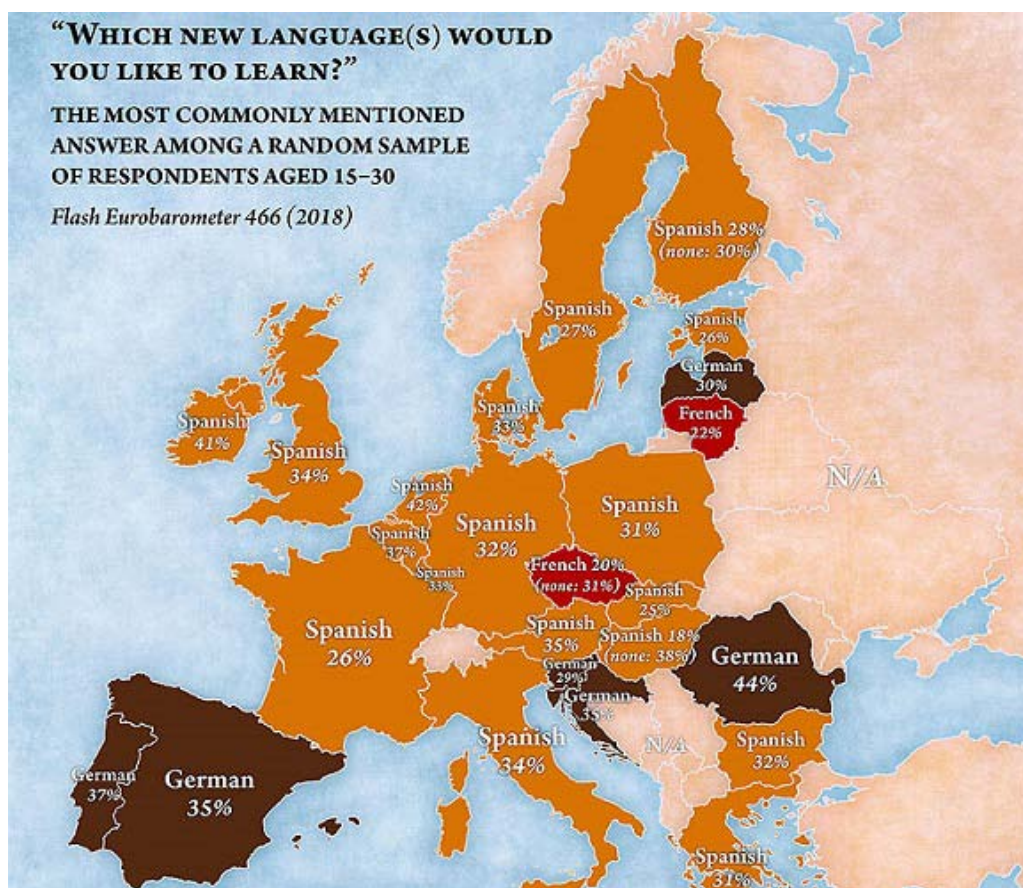 “WHICH NEW LANGUAGE(S) WOULD
YOU LIKE TO LEARN?”
THE MOST COMMONLY MENTIONED
ANSWER AMONG A RANDOM SAMPLE
OF RESPONDENTS AGED 15–30
Flash Eurobarometer 466 (2018)
Spanish 28%
(none: 30%)
Spanish
27%
Spanish
26%
German
30%
French
22%
Spanish
33%
Spanish
41%
Spanish
34%
N/A
Spanish
42%
Spanish
31%
Spanish
32%
Spanish
37%
French 20%
(none: 31%)
Spanish
33%
Spanish
25%
Spanish
35%
Spanish
26%
Spanish 18%
(none: 38%)
German
44%
German
29%
German
35%
Spanish
34%
N/A
Spanish
32%
German
37%
German
35%
Spanish
31%